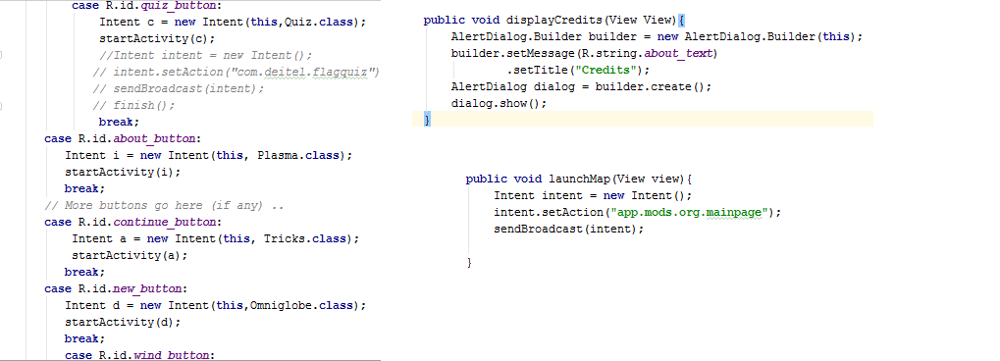 case R.id.quiz_button:
Intent c = new Intent(this,Quiz.class);
startActivity(c);
//Intent intent = new Intent();
// intent.setAction("com.deitel.flagquiz")
// sendBroadcast(intent);
// finish();
break;
case R.id.about_button:
Intent i = new Intent(this, Plasma.class);
startActivity(i);
break;
// More buttons go here (if any) ..
case R.id.continue_button:
Intent a = new Intent(this, Tricks.class);
startActivity(a);
break;
case R.id.new_button:
Intent d = new Intent(this,Omniglobe.class);
startActivity(d);
break;
case R.id.wind_button:
public void displayCredits(View View){
AlertDialog.Builder builder = new AlertDialog.Builder(this);
builder.setMessage(R.string.about_text)
.setTitle("Credits");
AlertDialog dialog = builder.create();
dialog.show();
}
public void launchMap(View view){
Intent intent = new Intent();
intent.setAction("app.mods.org.mainpage");
sendBroadcast(intent);
}